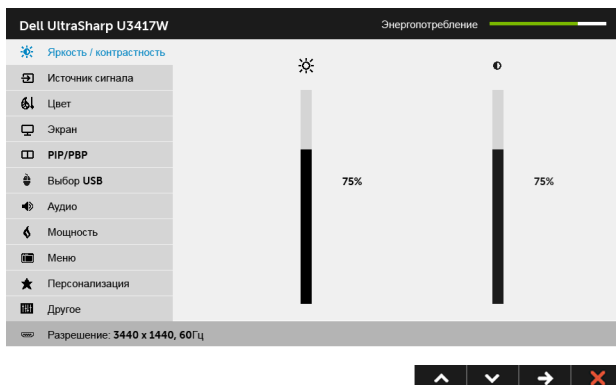 Dell UltraSharp U3417W
Энергопотребление
Яркость / контрастность
Источник сигнала
Цвет
Экран
PIP/PBP
Выбор USB
75%
75%
Аудио
Мощность
Меню
Персонализация
Другое
Разрешение: 3440 x 1440, 60Гц